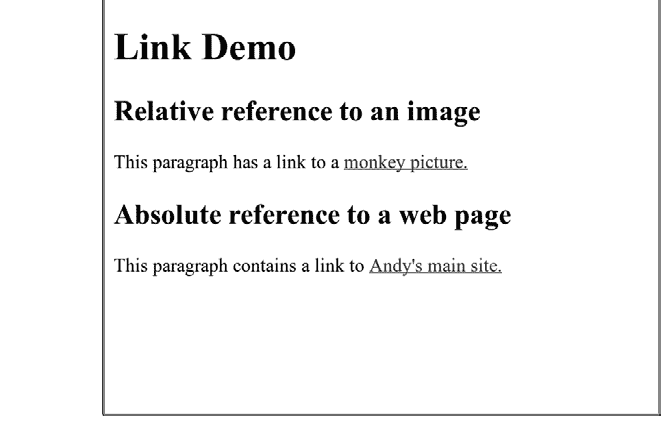 Link Demo
Relative reference to an image
This paragraph has a link to a monkey picture.
Absolute reference to a web page
This paragraph contains a link to Andy's main site.